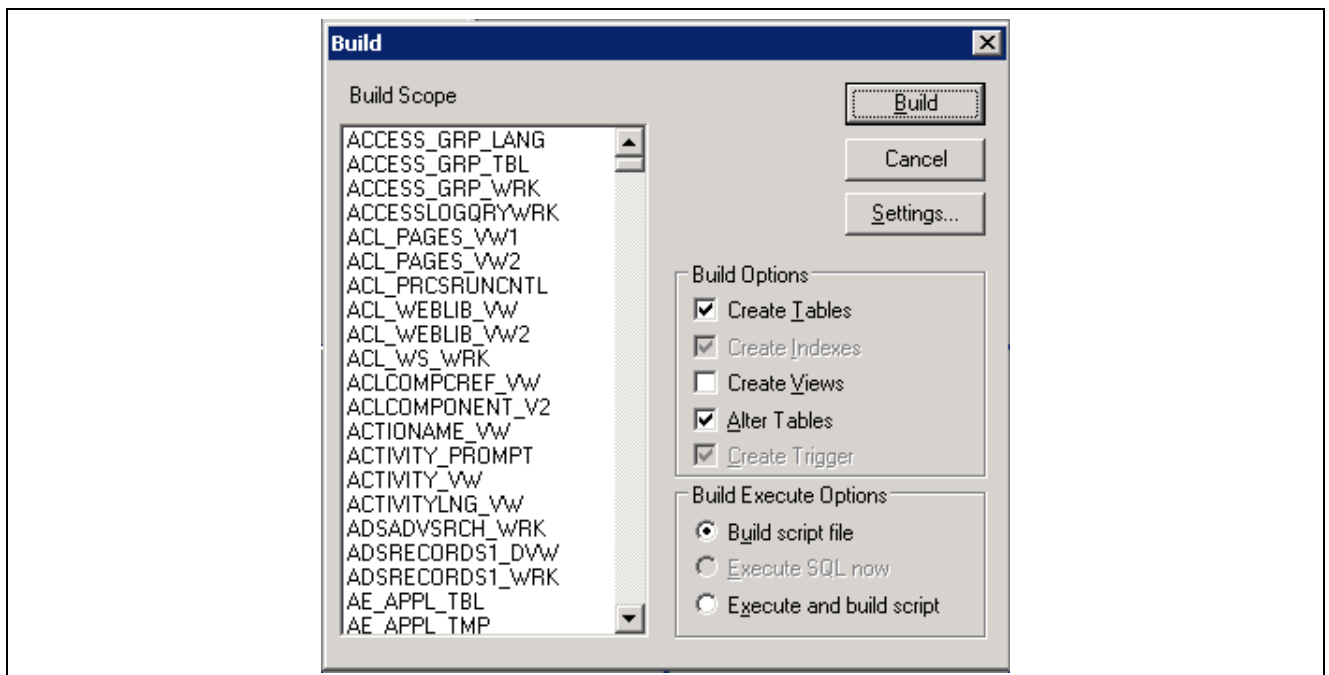 Build
Build Scope
ACCESS_GRP_LANG
ACCESS_GRP_TBL
ACCESS_GRP_WRK
ACCESSLOGQRYWRK
ACL_PAGES_VW1
ACL_PAGES_VW2
ACL_PRCSRUNCNTL
ACL_WEBLIB_VW
ACL_WEBLIB_VW2
ACL_WS_WRK
ACLCOMPCREF_VW
ACLCOMPONENT_V2
ACTIONAME_VW
ACTIVITY_PROMPT
ACTIVITY_VW
ACTIVITYLNG_VW
ADSADVSRCH_WRK
ADSRECORDS1_DVW
ADSRECORDS1_WRK
AE_APPL_TBL
AE_APPL_TMP
Build
Cancel
Settings...
Build Options
Create Tables
Create Indexes
Create Views
Alter Tables
Create Trigger
Build Execute Options
Build script file
Execute SQL now
Execute and build script